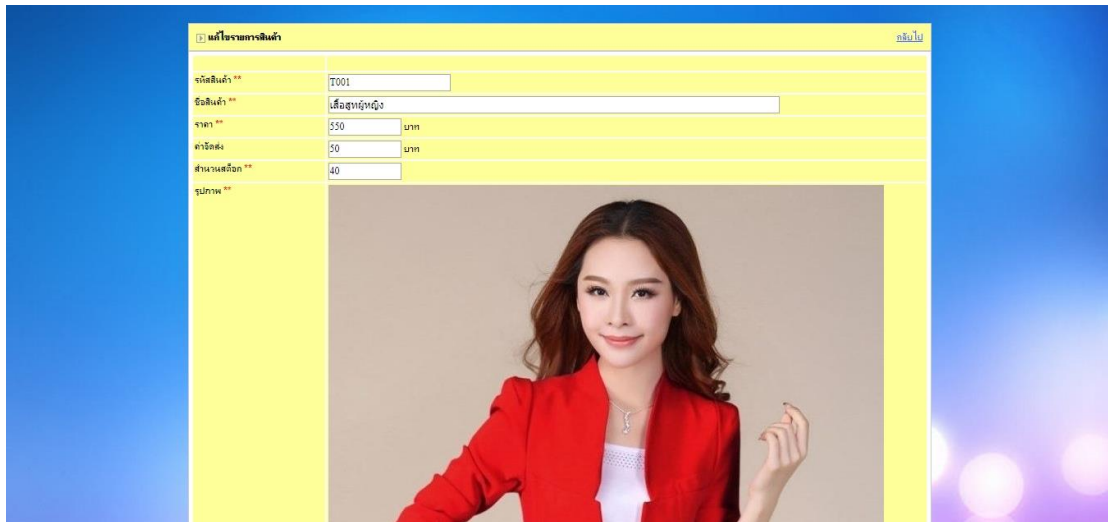 แก้ไขรายการสินค้า กลับไป
รหัสสินค้า ** T001
ชื่อสินค้า ** เสื้อสูทผู้หญิง
ราคา ** 550 บาท
ค่าจัดส่ง 50 บาท
จำนวนสต๊อก ** 40
รูปภาพ **